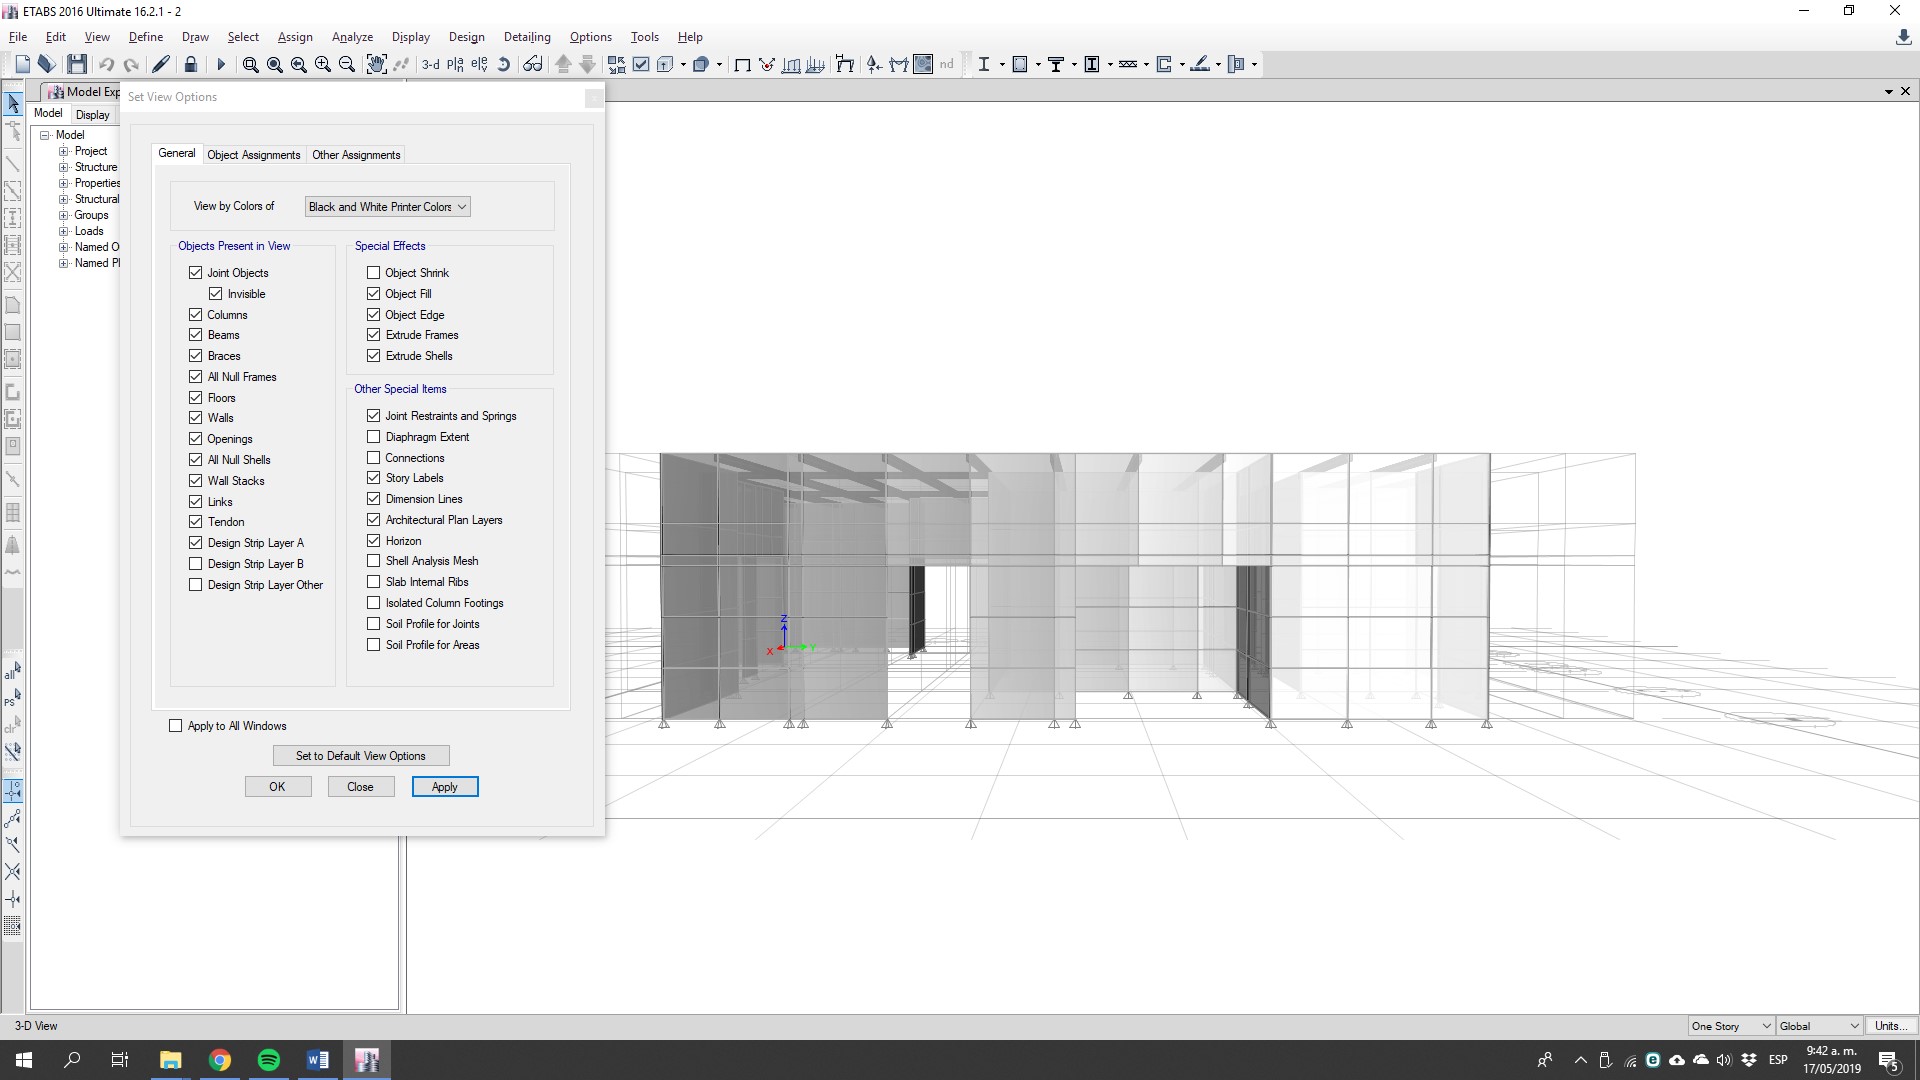 ETABS 2016 Ultimate 16.2.1 - 2
File Edit View Define Draw Select Assign Analyze Display Design Detailing Options Tools Help
3-d nd
Model Exp
Set View Options
Model Display
Model
Project
Structure
Properties
Structural
Groups
Loads
Named O
Named Pl
General Object Assignments Other Assignments
View by Colors of Black and White Printer Colors
Objects Present in View
Joint Objects
Invisible
Columns
Beams
Braces
All Null Frames
Floors
Walls
Openings
All Null Shells
Wall Stacks
Links
Tendon
Design Strip Layer A
Design Strip Layer B
Design Strip Layer Other
Special Effects
Object Shrink
Object Fill
Object Edge
Extrude Frames
Extrude Shells
Other Special Items
Joint Restraints and Springs
Diaphragm Extent
Connections
Story Labels
Dimension Lines
Architectural Plan Layers
Horizon
Shell Analysis Mesh
Slab Internal Ribs
Isolated Column Footings
Soil Profile for Joints
Soil Profile for Areas
Apply to All Windows
Set to Default View Options
OK Close Apply
all
PS
clr
Z
X Y
3-D View One Story Global Units...
ESP 9:42 a. m.
17/05/2019
5